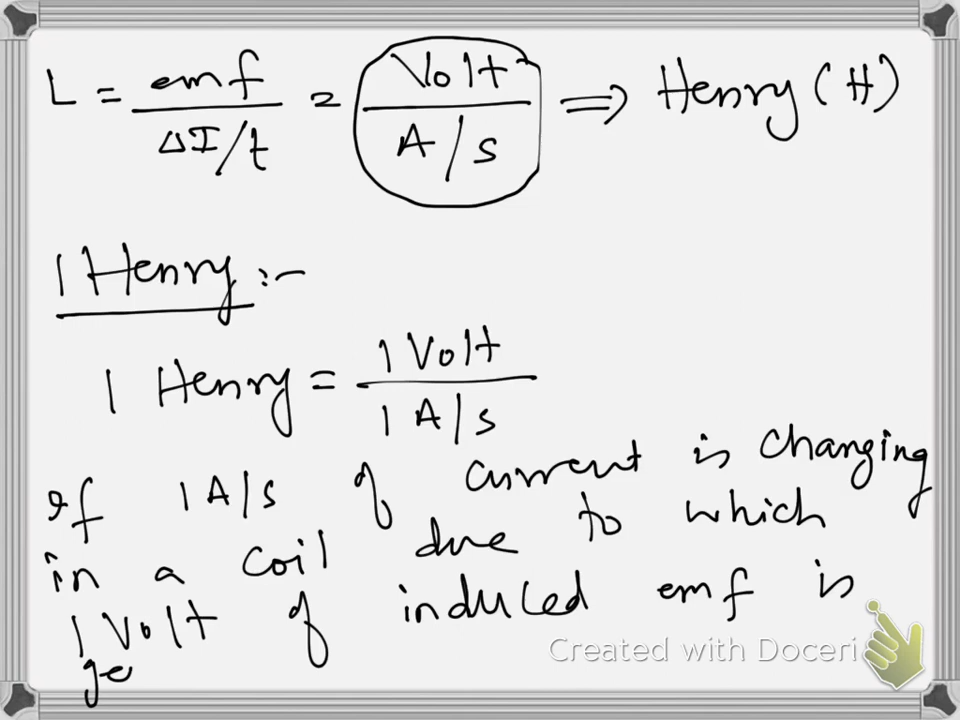 L = emf / ΔI/t = Volt / A/s ⇒ Henry (H)
1 Henry :-
1 Henry = 1 Volt / 1 A/s
If 1 A/s of current is changing
in a coil due to which
1 Volt of induced emf is
ge
Created with Doceri